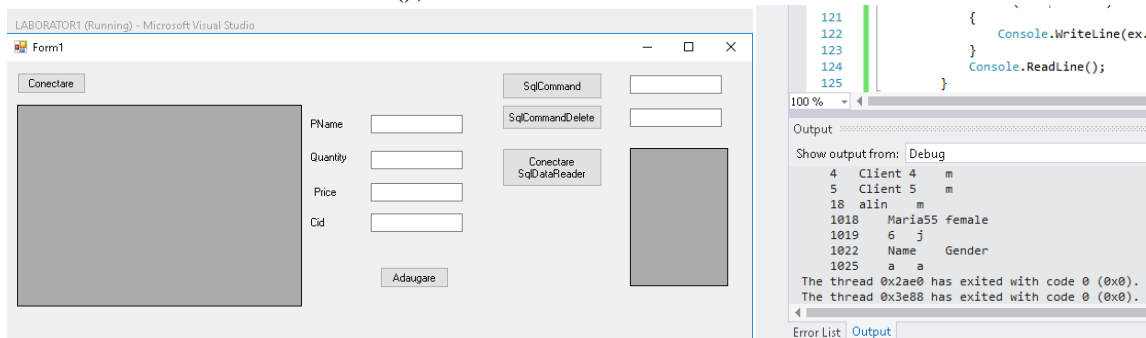 ();
LABORATOR1 (Running) - Microsoft Visual Studio
Form1
Conectare
SqlCommand
SqlCommandDelete
PName
Quantity
Conectare
SqlDataReader
Price
Cid
Adaugare
121 {
122 Console.WriteLine(ex.
123 }
124 Console.ReadLine();
125 }
100 %
Output
Show output from: Debug
4 Client 4 m
5 Client 5 m
18 alin m
1018 Maria55 female
1019 6 j
1022 Name Gender
1025 a a
The thread 0x2ae0 has exited with code 0 (0x0).
The thread 0x3e88 has exited with code 0 (0x0).
Error List Output